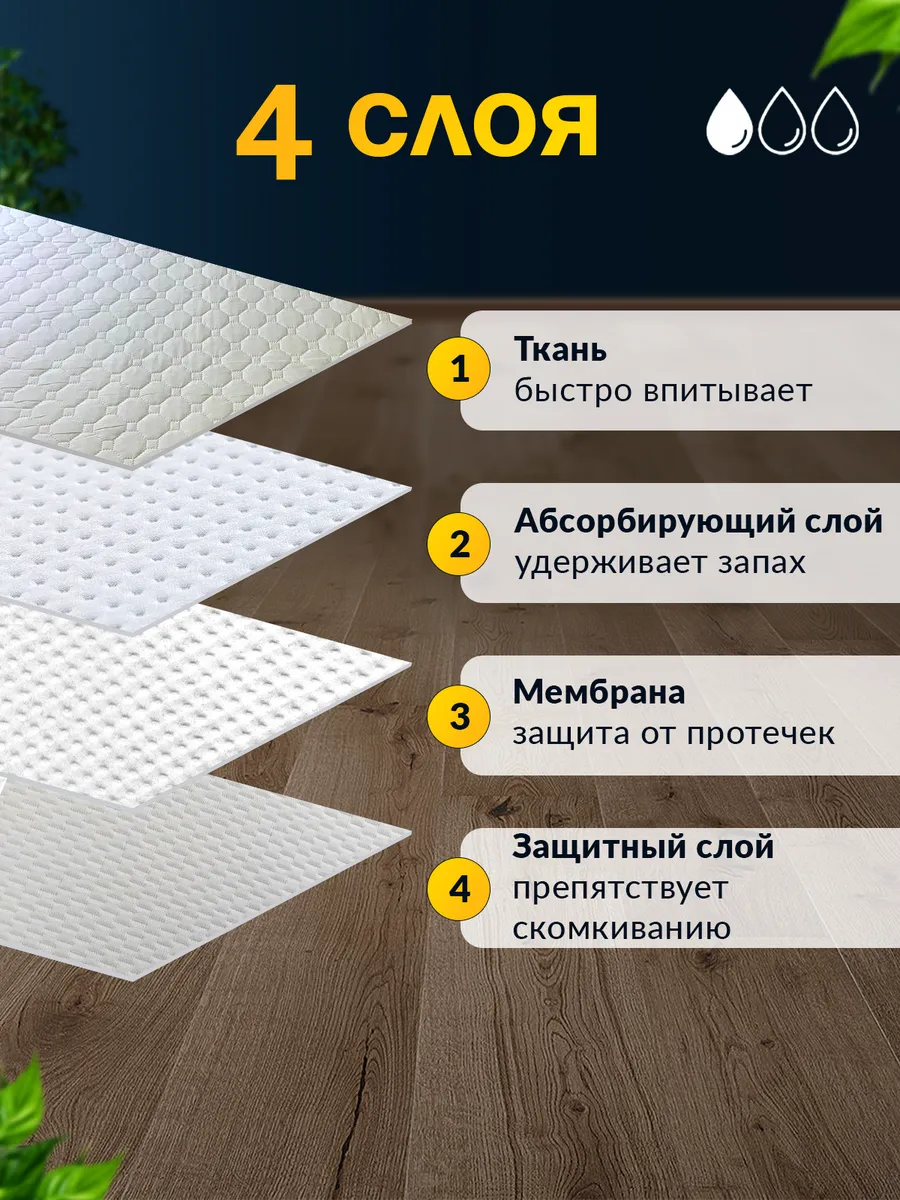 4 слоя
1
Ткань
быстро впитывает
2
Абсорбирующий слой
удерживает запах
3
Мембрана
защита от протечек
4
Защитный слой
препятствует
скомкиванию